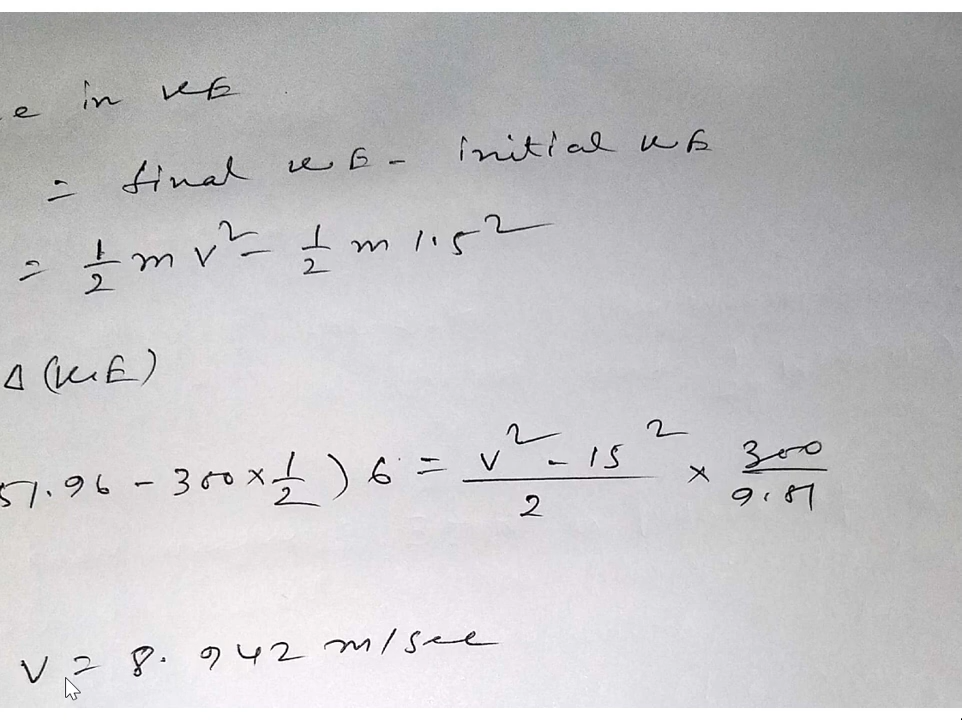 e in KE
= final KE - initial KE
= 1/2 m v² - 1/2 m 1.5²
Δ (K.E)
57.96 - 300 × 1/2 ) 6 = (v² - 15²)/2 × 300/9.81
V = 8.942 m/sec